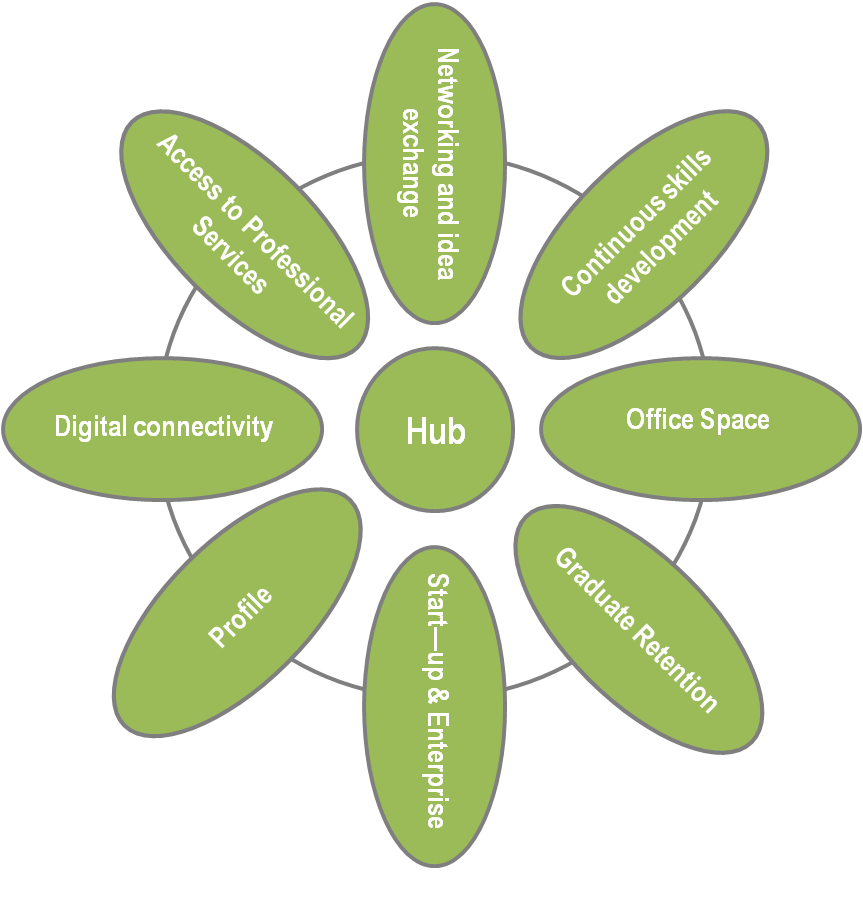 Networking and idea
exchange
Continuous skills
development
Office Space
Graduate Retention
Start—up & Enterprise
Profile
Digital connectivity
Access to Professional
Services
Hub